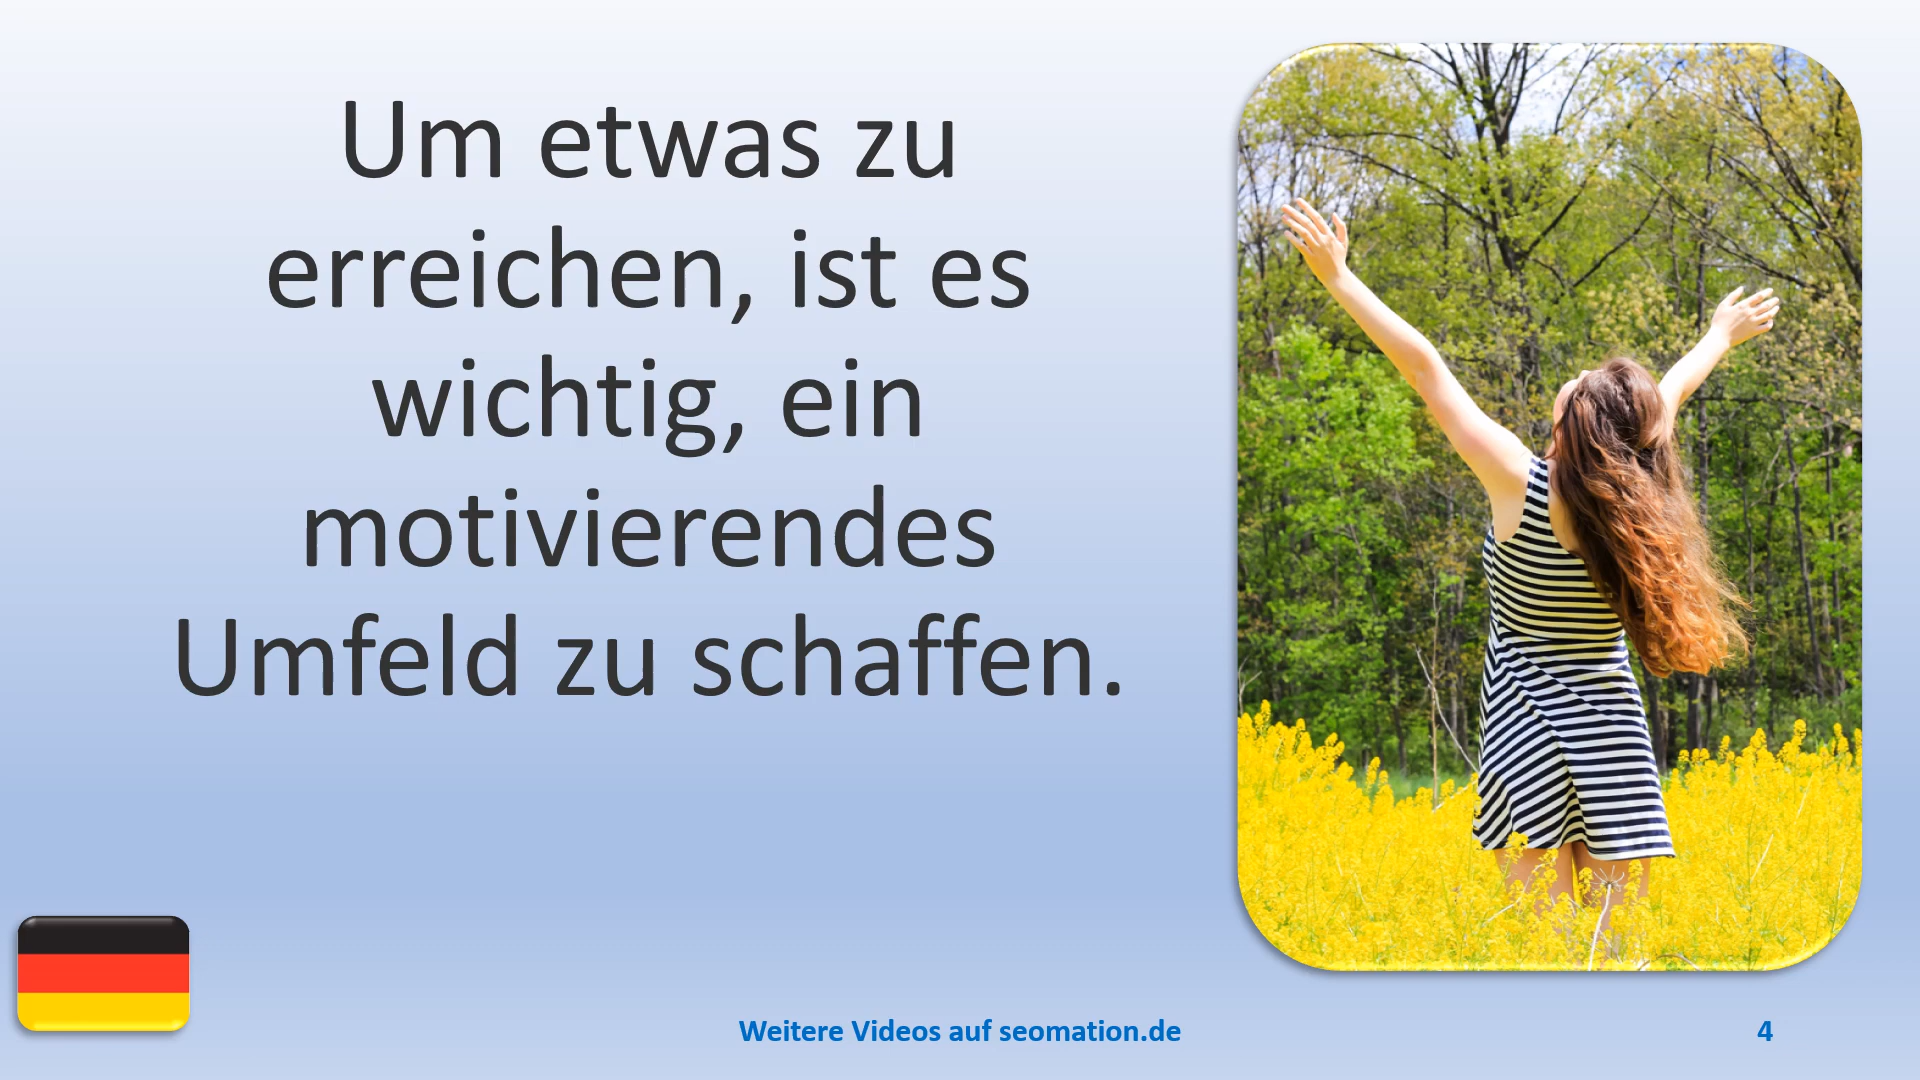 Um etwas zu
erreichen, ist es
wichtig, ein
motivierendes
Umfeld zu schaffen.
Weitere Videos auf seomation.de
4